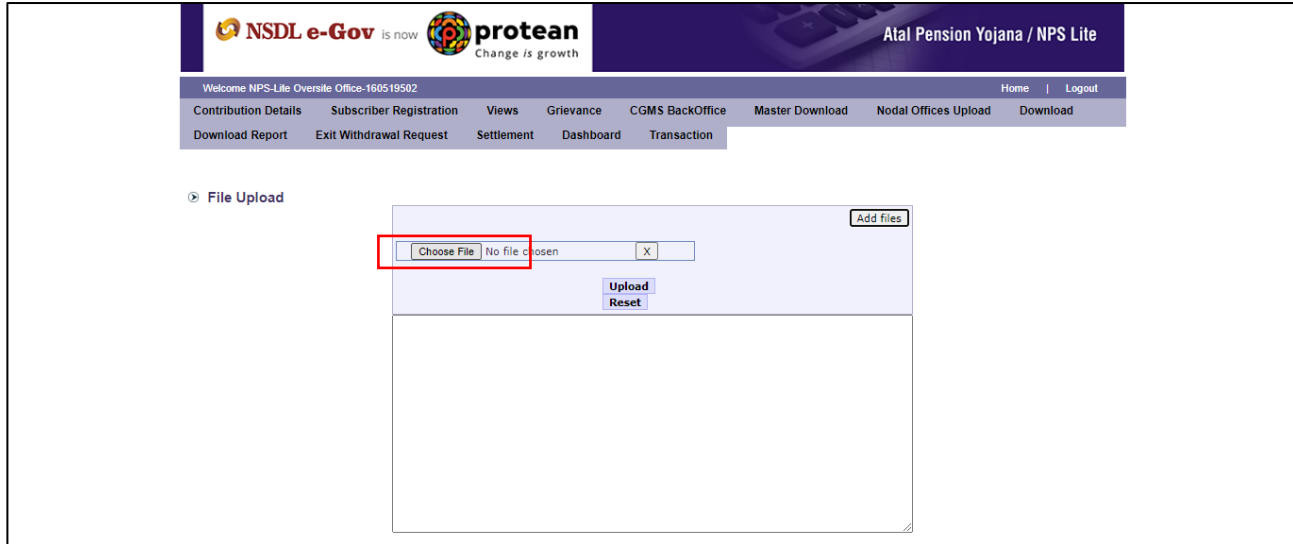 NSDL e-Gov is now protean
Change is growth
Atal Pension Yojana / NPS Lite
Welcome NPS-Lite Oversite Office-160519502 Home | Logout
Contribution Details Subscriber Registration Views Grievance CGMS BackOffice Master Download Nodal Offices Upload Download
Download Report Exit Withdrawal Request Settlement Dashboard Transaction
File Upload
Add files
Choose File No file chosen X
Upload
Reset